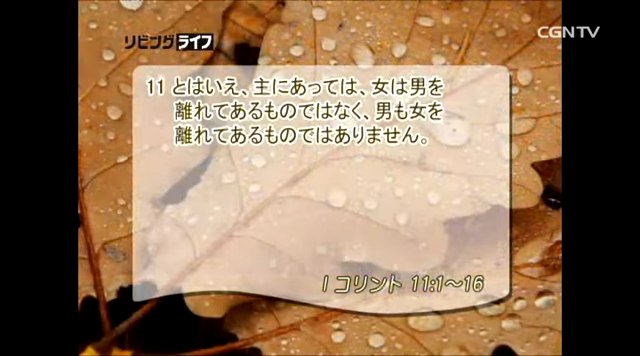 リビングライフ
CGNTV
11 とはいえ、主にあっては、女は男を
離れてあるものではなく、男も女を
離れてあるものではありません。
I コリント 11:1〜16